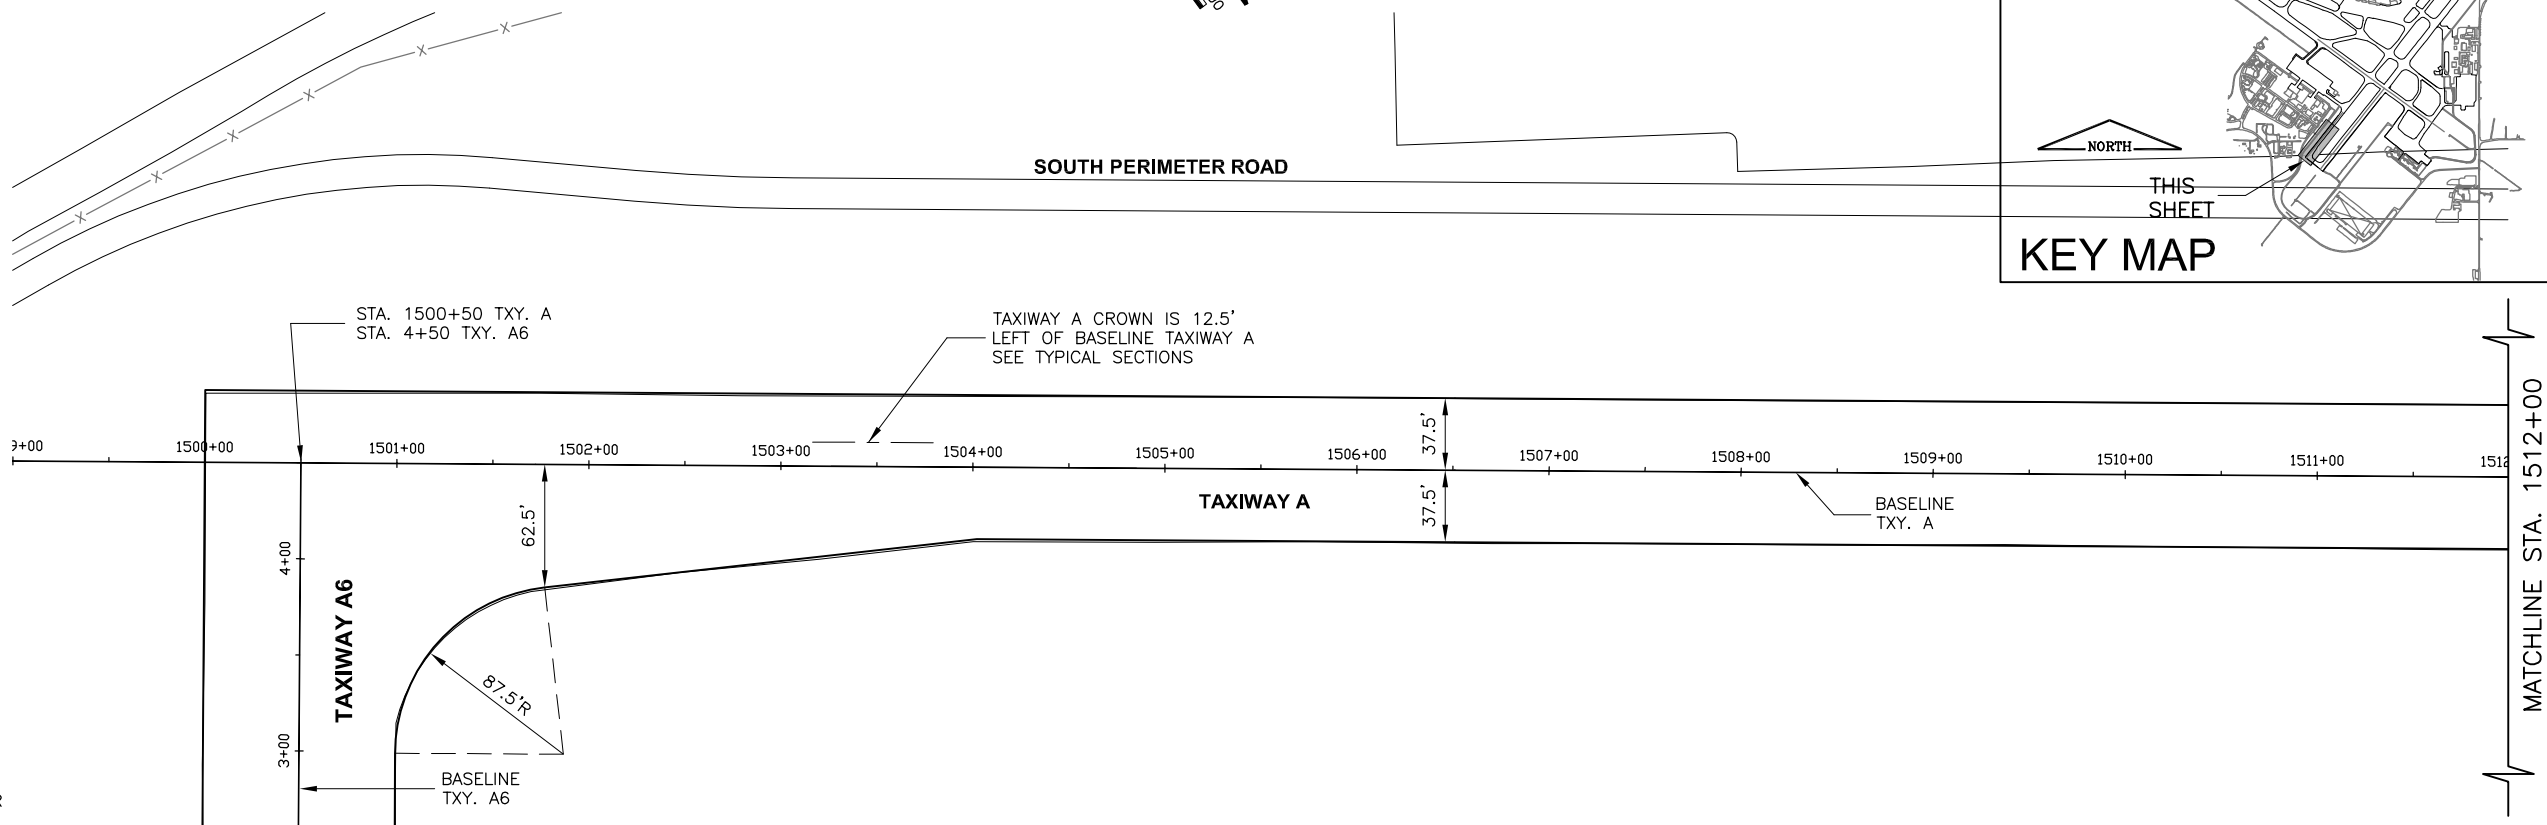 SOUTH PERIMETER ROAD
NORTH
THIS
SHEET
KEY MAP
STA. 1500+50 TXY. A
STA. 4+50 TXY. A6
TAXIWAY A CROWN IS 12.5'
LEFT OF BASELINE TAXIWAY A
SEE TYPICAL SECTIONS
9+00
1500+00
1501+00
1502+00
1503+00
1504+00
1505+00
1506+00
1507+00
1508+00
1509+00
1510+00
1511+00
1512
37.5'
37.5'
62.5'
TAXIWAY A
BASELINE
TXY. A
MATCHLINE STA. 1512+00
4+00
3+00
TAXIWAY A6
87.5'R
BASELINE
TXY. A6